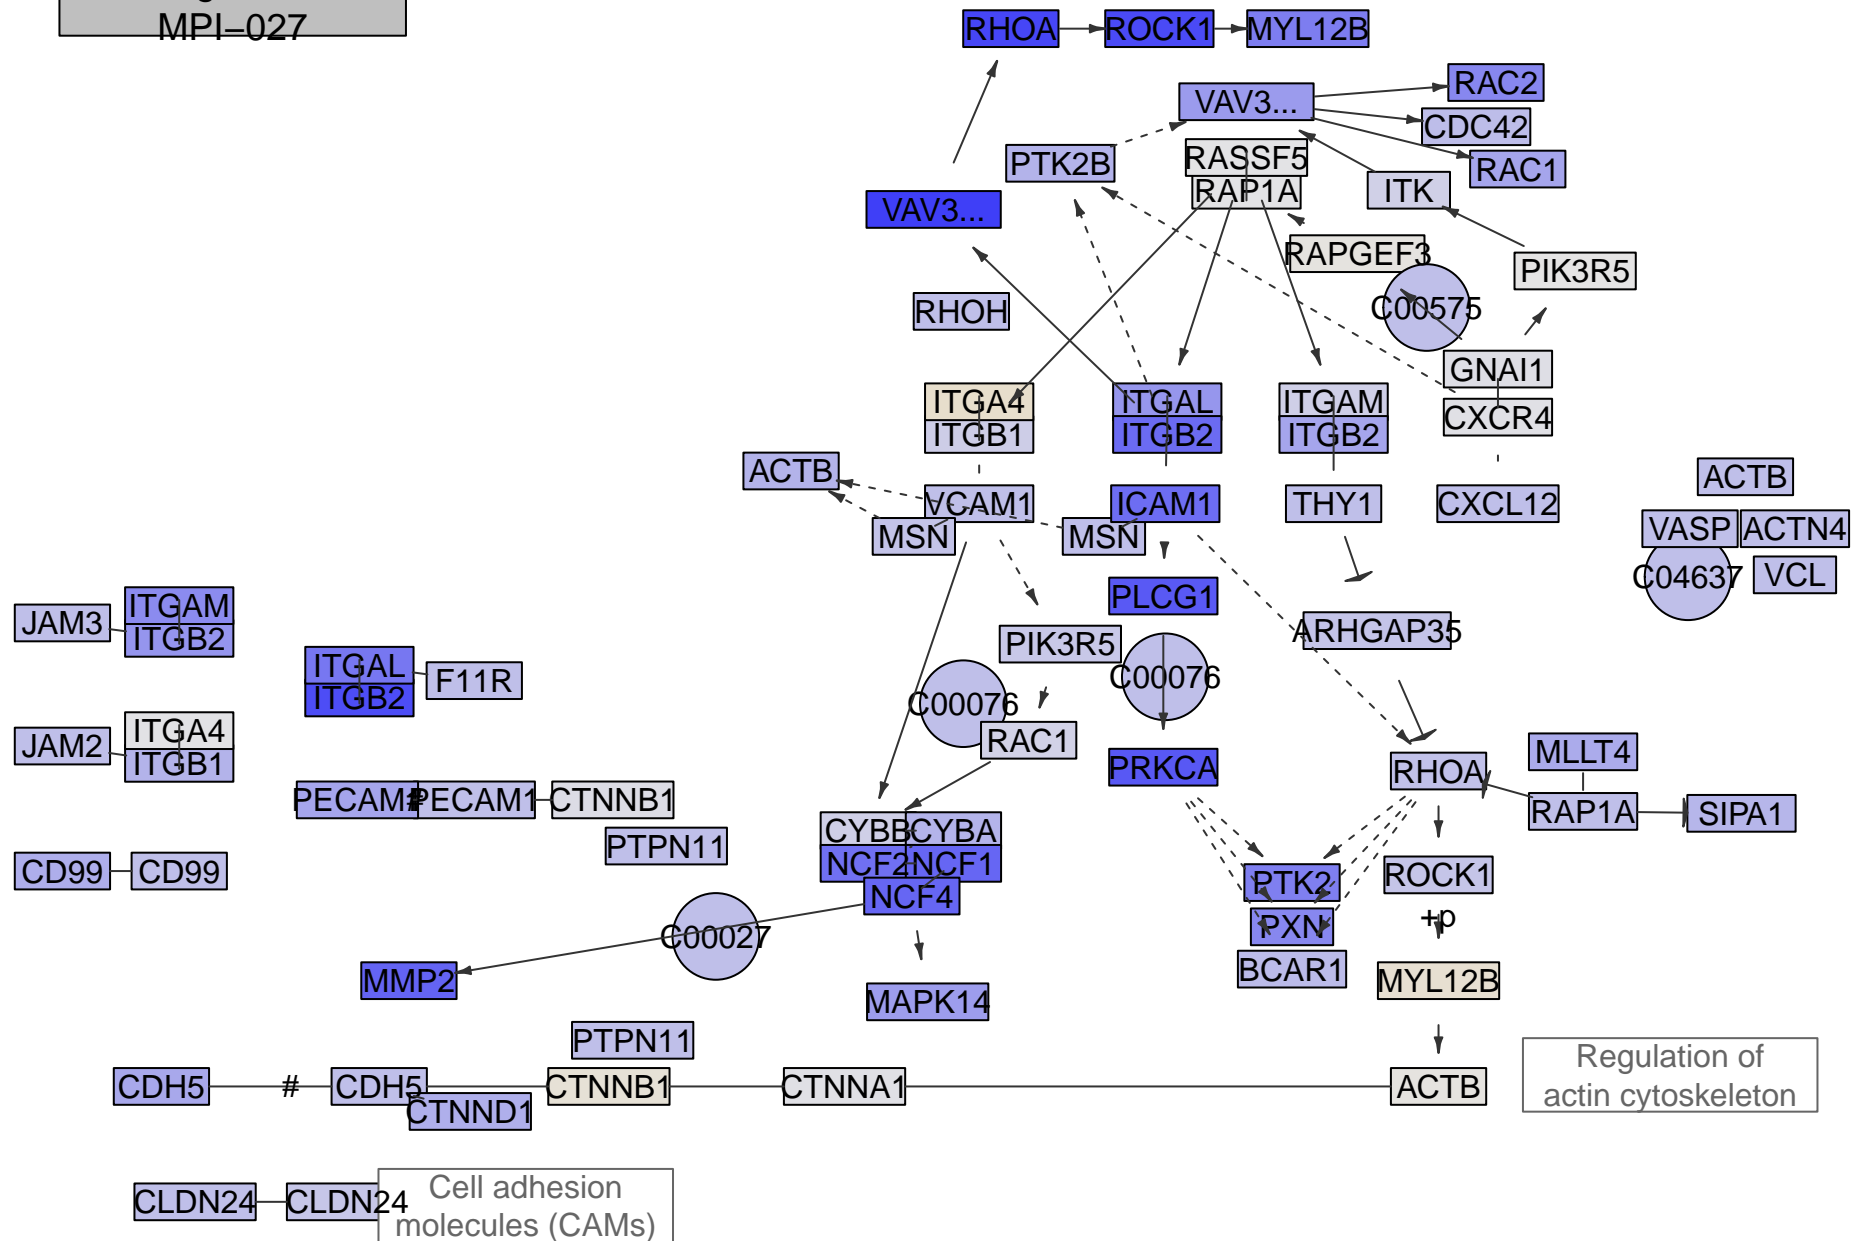 MPI−027
RHOA
ROCK1
MYL12B
VAV3...
RAC2
CDC42
RAC1
PTK2B
RASSF5
RAP1A
ITK
VAV3...
RAPGEF3
PIK3R5
RHOH
C00575
GNAI1
CXCR4
ITGA4
ITGB1
ITGAL
ITGB2
ITGAM
ITGB2
ACTB
ACTB
VCAM1
ICAM1
THY1
CXCL12
MSN
MSN
VASP
ACTN4
C04637
VCL
PLCG1
JAM3
ITGAM
ITGB2
ARHGAP35
PIK3R5
ITGAL
ITGB2
F11R
C00076
C00076
JAM2
ITGA4
ITGB1
RAC1
PRKCA
RHOA
MLLT4
RAP1A
SIPA1
PECAM1
#
PECAM1
CTNNB1
CYBB
CYBA
PTPN11
NCF2
NCF1
NCF4
CD99
CD99
PTK2
ROCK1
+p
PXN
C00027
BCAR1
MMP2
MYL12B
MAPK14
PTPN11
Regulation of
actin cytoskeleton
CDH5
#
CDH5
CTNNB1
CTNNA1
ACTB
CTNND1
CLDN24
CLDN24
Cell adhesion
molecules (CAMs)